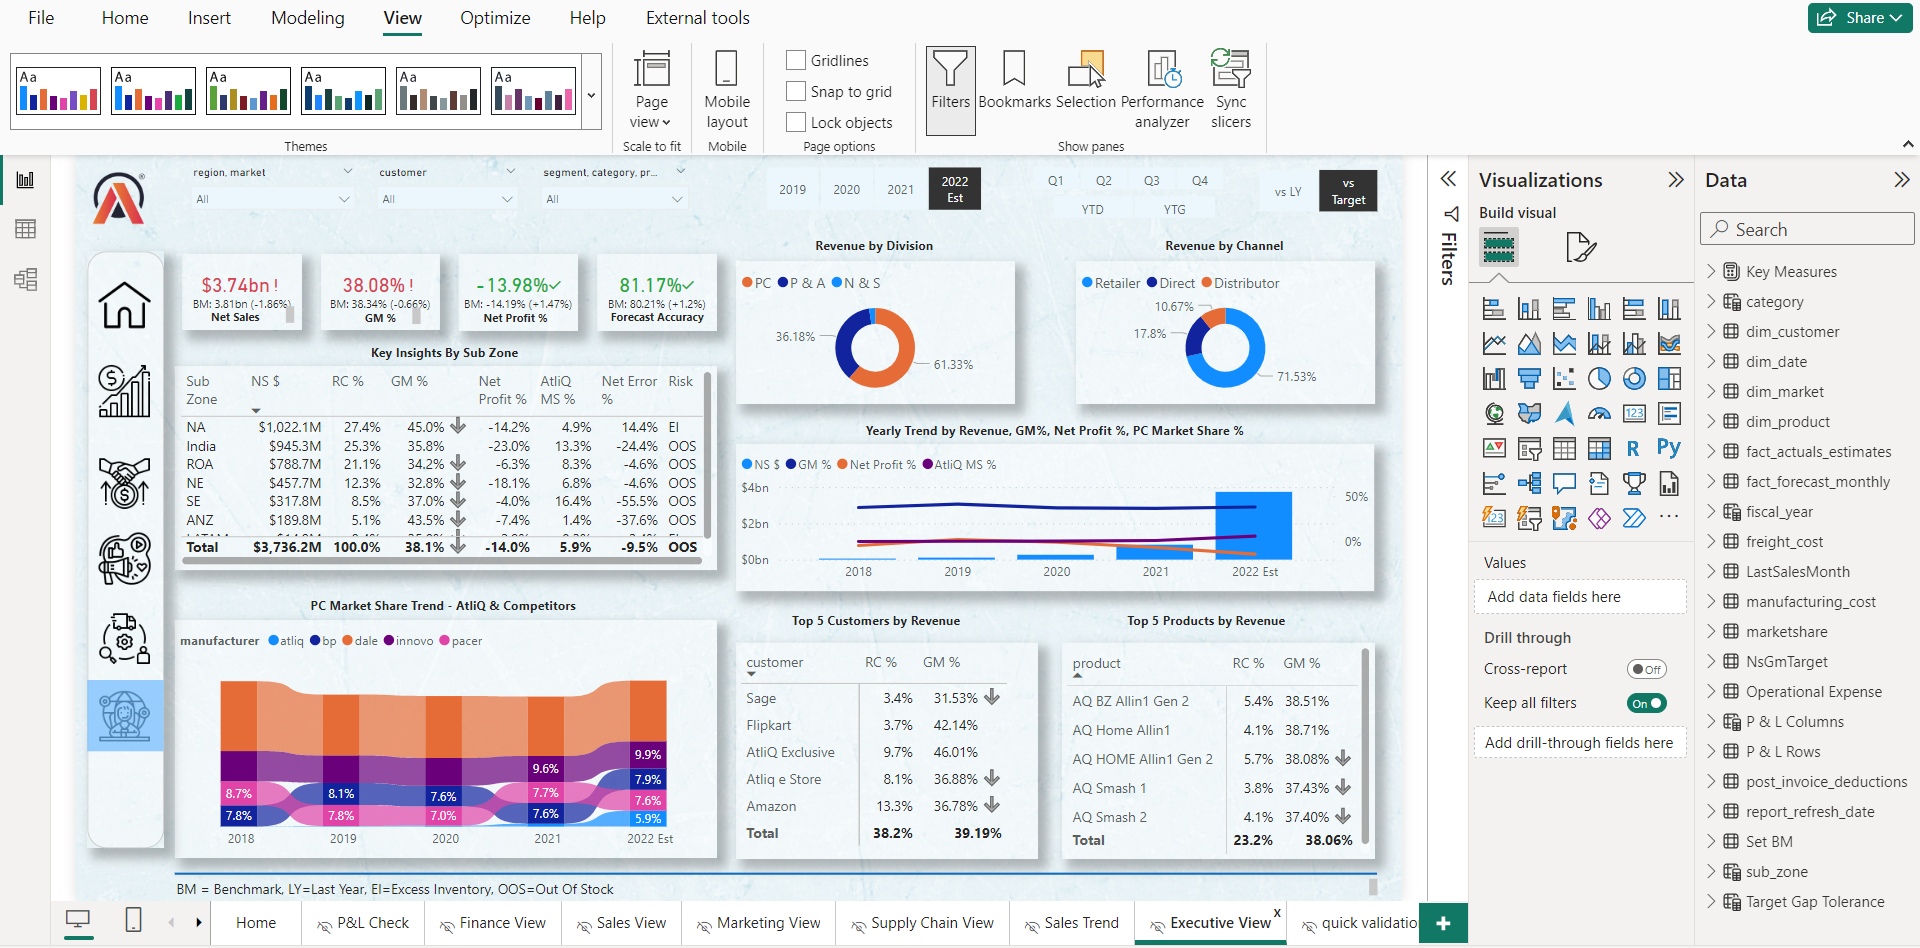 File Home Insert Modeling View Optimize Help External tools
Share
Aa Aa Aa Aa Aa Aa
Themes
Page view
Scale to fit
Mobile layout
Mobile
Gridlines
Snap to grid
Lock objects
Page options
Filters Bookmarks Selection Performance analyzer Sync slicers
Show panes
region, market
All
customer
All
segment, category, pr...
All
2019 2020 2021 2022 Est
Q1 Q2 Q3 Q4
YTD YTG
vs LY vs Target
$3.74bn !
BM: 3.81bn (-1.86%)
Net Sales
38.08% !
BM: 38.34% (-0.66%)
GM %
-13.98%✓
BM: -14.19% (+1.47%)
Net Profit %
81.17%✓
BM: 80.21% (+1.2%)
Forecast Accuracy
Key Insights By Sub Zone
Sub Zone NS $ RC % GM % Net Profit % AtliQ MS % Net Error % Risk
NA $1,022.1M 27.4% 45.0% -14.2% 4.9% 14.4% EI
India $945.3M 25.3% 35.8% -23.0% 13.3% -24.4% OOS
ROA $788.7M 21.1% 34.2% -6.3% 8.3% -4.6% OOS
NE $457.7M 12.3% 32.8% -18.1% 6.8% -4.6% OOS
SE $317.8M 8.5% 37.0% -4.0% 16.4% -55.5% OOS
ANZ $189.8M 5.1% 43.5% -7.4% 1.4% -37.6% OOS
Total $3,736.2M 100.0% 38.1% -14.0% 5.9% -9.5% OOS
Revenue by Division
PC P & A N & S
36.18%
61.33%
Revenue by Channel
Retailer Direct Distributor
10.67%
17.8%
71.53%
Yearly Trend by Revenue, GM%, Net Profit %, PC Market Share %
NS $ GM % Net Profit % AtliQ MS %
$4bn
$2bn
$0bn
50%
0%
2018 2019 2020 2021 2022 Est
PC Market Share Trend - AtliQ & Competitors
manufacturer atliq bp dale innovo pacer
8.7%
7.8%
8.1%
7.8%
7.6%
7.0%
9.6%
7.7%
7.6%
9.9%
7.9%
7.6%
5.9%
2018 2019 2020 2021 2022 Est
Top 5 Customers by Revenue
customer RC % GM %
Sage 3.4% 31.53%
Flipkart 3.7% 42.14%
AtliQ Exclusive 9.7% 46.01%
Atliq e Store 8.1% 36.88%
Amazon 13.3% 36.78%
Total 38.2% 39.19%
Top 5 Products by Revenue
product RC % GM %
AQ BZ Allin1 Gen 2 5.4% 38.51%
AQ Home Allin1 4.1% 38.71%
AQ HOME Allin1 Gen 2 5.7% 38.08%
AQ Smash 1 3.8% 37.43%
AQ Smash 2 4.1% 37.40%
Total 23.2% 38.06%
BM = Benchmark, LY=Last Year, EI=Excess Inventory, OOS=Out Of Stock
Home P&L Check Finance View Sales View Marketing View Supply Chain View Sales Trend Executive View x quick validatio +
Filters
Visualizations
Build visual
123
R Py
123
...
Values
Add data fields here
Drill through
Cross-report Off
Keep all filters On
Add drill-through fields here
Data
Search
Key Measures
category
dim_customer
dim_date
dim_market
dim_product
fact_actuals_estimates
fact_forecast_monthly
fiscal_year
freight_cost
LastSalesMonth
manufacturing_cost
marketshare
NsGmTarget
Operational Expense
P & L Columns
P & L Rows
post_invoice_deductions
report_refresh_date
Set BM
sub_zone
Target Gap Tolerance